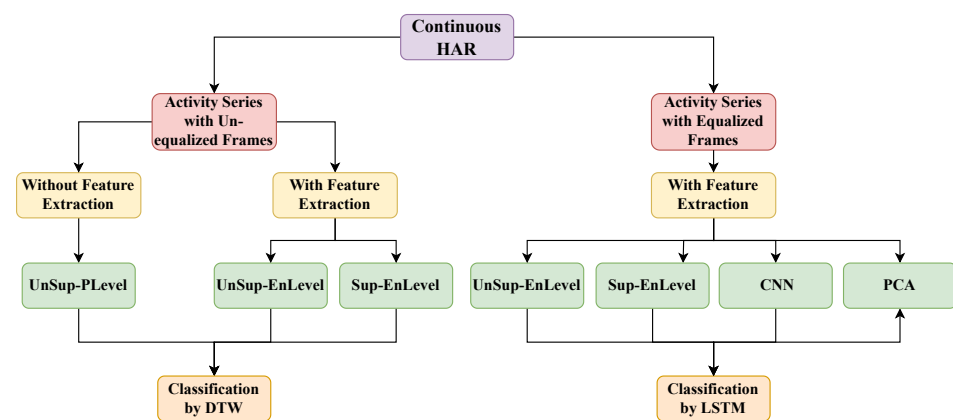 Continuous
HAR
Activity Series
with Un-
equalized Frames
Activity Series
with Equalized
Frames
Without Feature
Extraction
With Feature
Extraction
With Feature
Extraction
UnSup-PLevel
UnSup-EnLevel
Sup-EnLevel
UnSup-EnLevel
Sup-EnLevel
CNN
PCA
Classification
by DTW
Classification
by LSTM